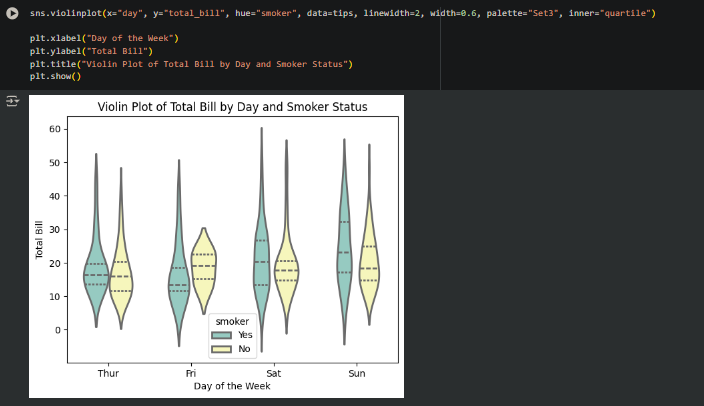 sns.violinplot(x="day", y="total_bill", hue="smoker", data=tips, linewidth=2, width=0.6, palette="Set3", inner="quartile")
plt.xlabel("Day of the Week")
plt.ylabel("Total Bill")
plt.title("Violin Plot of Total Bill by Day and Smoker Status")
plt.show()
Violin Plot of Total Bill by Day and Smoker Status
60
50
40
30
20
10
0
Total Bill
smoker
Yes
No
Thur Fri Sat Sun
Day of the Week